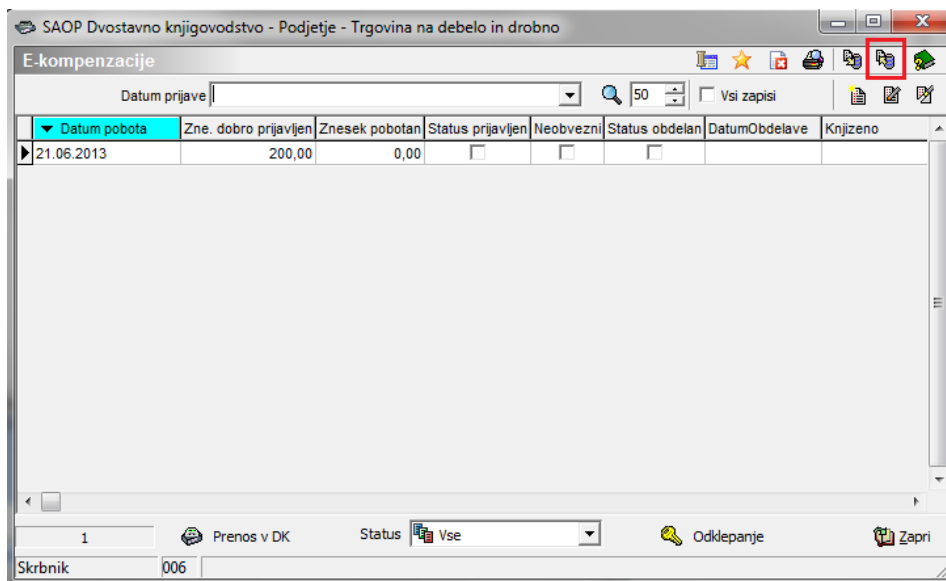 SAOP Dvostavno knjigovodstvo - Podjetje - Trgovina na debelo in drobno
E-kompenzacije
Datum prijave 50 Vsi zapisi
Datum pobota Zne. dobro prijavljen Znesek pobotan Status prijavljen Neobvezni Status obdelan DatumObdelave Knjizeno
21.06.2013 200,00 0,00
1 Prenos v DK Status Vse Odklepanje Zapri
Skrbnik 006